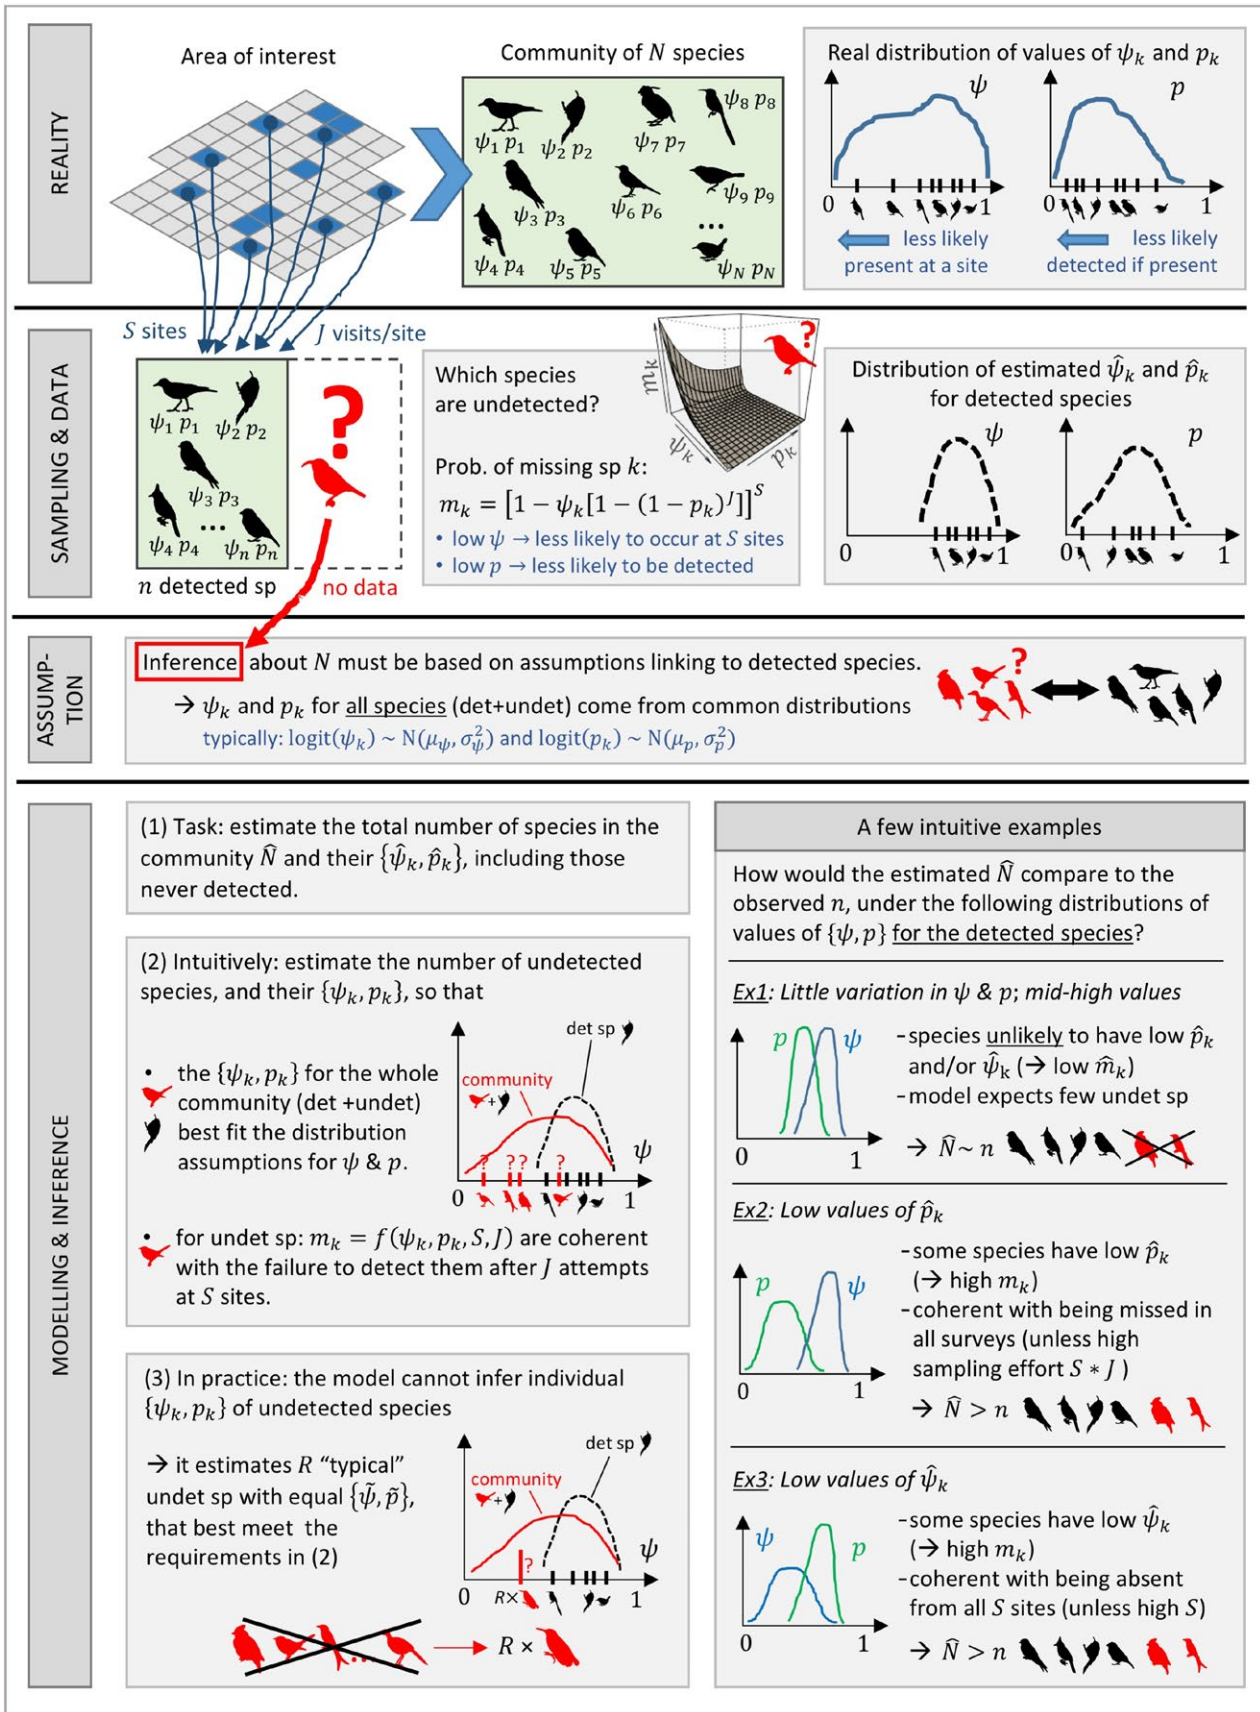 REALITY
Area of interest
Community of N species
ψ₁ p₁
ψ₂ p₂
ψ₇ p₇
ψ₈ p₈
ψ₃ p₃
ψ₆ p₆
ψ₉ p₉
...
ψ₄ p₄
ψ₅ p₅
ψ_N p_N
Real distribution of values of ψₖ and pₖ
ψ
0
1
less likely
present at a site
p
0
1
less likely
detected if present
SAMPLING & DATA
S sites
J visits/site
ψ₁ p₁
ψ₂ p₂
ψ₃ p₃
ψ₄ p₄
...
ψₙ pₙ
?
n detected sp
no data
Which species
are undetected?
mₖ
ψₖ
pₖ
?
Prob. of missing sp k:
mₖ = [1 − ψₖ[1 − (1 − pₖ)ᴶ]]ˢ
• low ψ → less likely to occur at S sites
• low p → less likely to be detected
Distribution of estimated ψ̂ₖ and p̂ₖ
for detected species
ψ
0
1
p
0
1
ASSUMP-
TION
Inference about N must be based on assumptions linking to detected species.
→ ψₖ and pₖ for all species (det+undet) come from common distributions
typically: logit(ψₖ) ~ N(μ_ψ, σ²_ψ) and logit(pₖ) ~ N(μ_p, σ²_p)
?
MODELLING & INFERENCE
(1) Task: estimate the total number of species in the
community N̂ and their {ψ̂ₖ, p̂ₖ}, including those
never detected.
(2) Intuitively: estimate the number of undetected
species, and their {ψₖ, pₖ}, so that
• the {ψₖ, pₖ} for the whole
community (det +undet)
best fit the distribution
assumptions for ψ & p.
det sp
community
+
ψ
? ? ? ?
0
1
• for undet sp: mₖ = f(ψₖ, pₖ, S, J) are coherent
with the failure to detect them after J attempts
at S sites.
(3) In practice: the model cannot infer individual
{ψₖ, pₖ} of undetected species
→ it estimates R “typical”
undet sp with equal {ψ̃, p̃},
that best meet the
requirements in (2)
det sp
community
+
ψ
?
0
R×
1
...
R ×
A few intuitive examples
How would the estimated N̂ compare to the
observed n, under the following distributions of
values of {ψ, p} for the detected species?
Ex1: Little variation in ψ & p; mid-high values
p
ψ
0
1
–species unlikely to have low p̂ₖ
and/or ψ̂ₖ (→ low m̂ₖ)
–model expects few undet sp
→ N̂~ n
Ex2: Low values of p̂ₖ
p
ψ
0
1
–some species have low p̂ₖ
(→ high mₖ)
–coherent with being missed in
all surveys (unless high
sampling effort S ∗ J )
→ N̂ > n
Ex3: Low values of ψ̂ₖ
ψ
p
0
1
–some species have low ψ̂ₖ
(→ high mₖ)
–coherent with being absent
from all S sites (unless high S)
→ N̂ > n